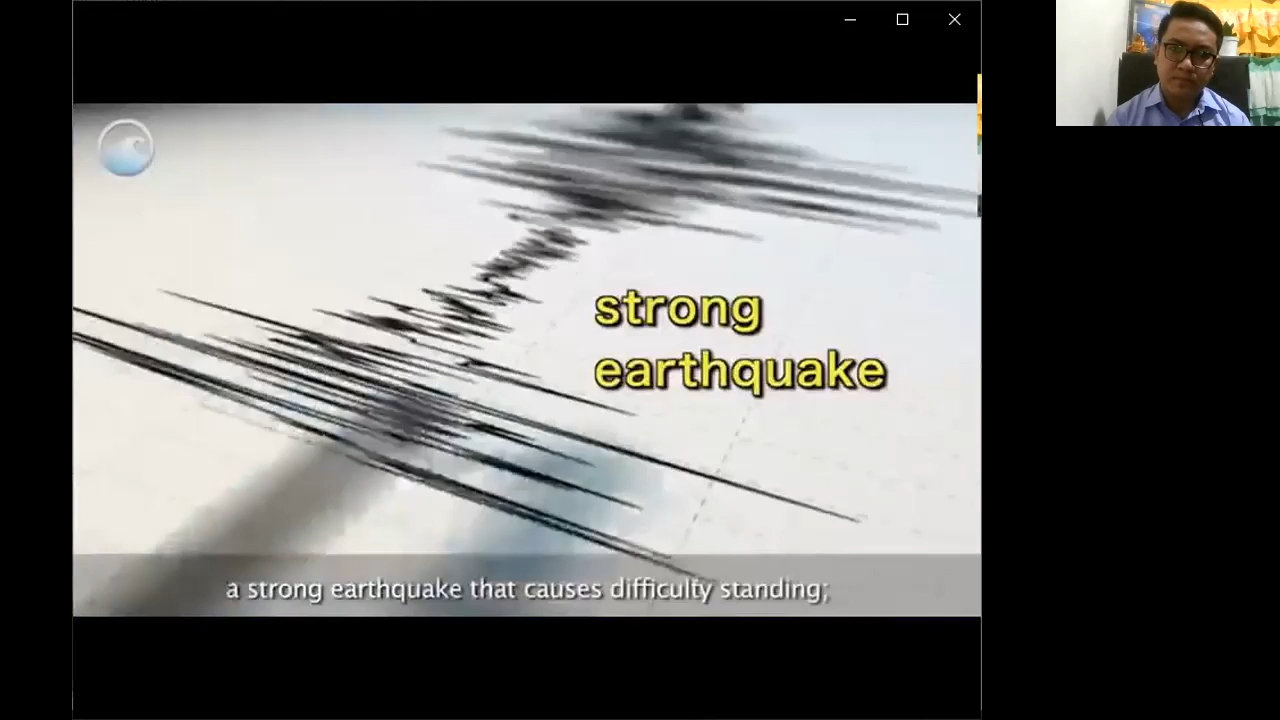 strong
earthquake
a strong earthquake that causes difficulty standing;